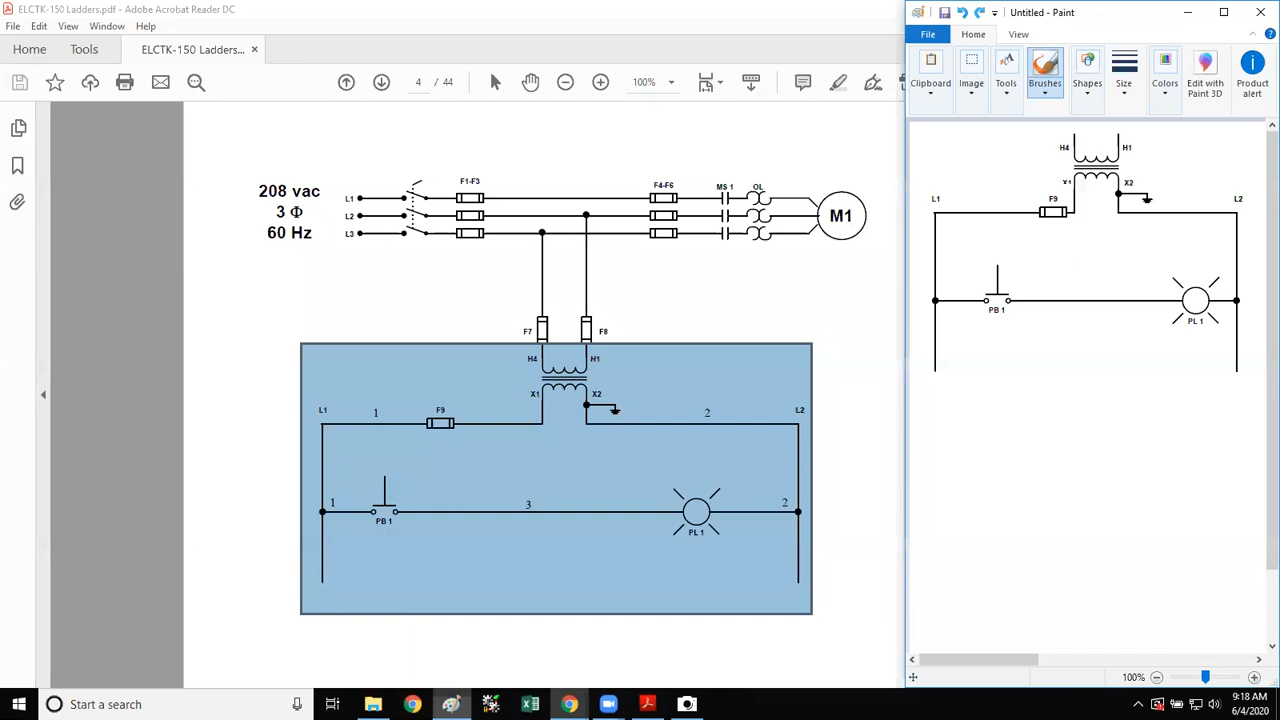 ELCTK-150 Ladders.pdf - Adobe Acrobat Reader DC
File Edit View Window Help
Home Tools ELCTK-150 Ladders... ×
/ 44 100%
208 vac
3 Φ
60 Hz
L1
L2
L3
F1-F3
F4-F6
MS 1
OL
M1
F7
F8
H4
H1
X1
X2
L1
1
F9
2
L2
1
PB 1
3
2
PL 1
Untitled - Paint
File Home View
Clipboard
Image
Tools
Brushes
Shapes
Size
Colors
Edit with
Paint 3D
Product
alert
H4
H1
X1
X2
L1
F9
L2
PB 1
PL 1
100%
Start a search
9:18 AM
6/4/2020